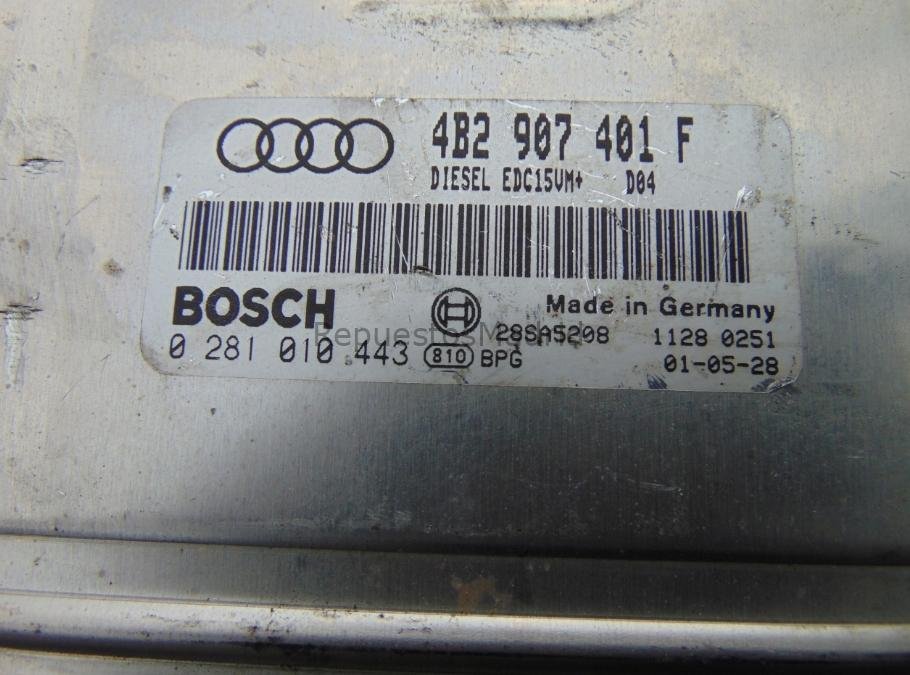 4B2 907 401 F
DIESEL EDC15VM+ D04
BOSCH
Made in Germany
28SA5208 1128 0251
0 281 010 443 810 BPG 01-05-28